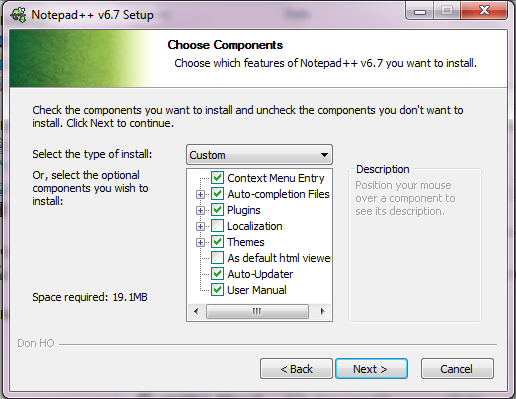 Notepad++ v6.7 Setup
Choose Components
Choose which features of Notepad++ v6.7 you want to install.
Check the components you want to install and uncheck the components you don't want to
install. Click Next to continue.
Select the type of install:
Custom
Or, select the optional
components you wish to
install:
Context Menu Entry
Auto-completion Files
Plugins
Localization
Themes
As default html viewe
Auto-Updater
User Manual
Description
Position your mouse
over a component to
see its description.
Space required: 19.1MB
Don HO
< Back
Next >
Cancel